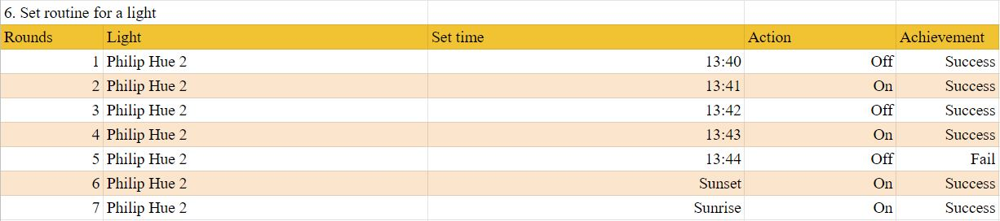 6. Set routine for a light
Rounds Light Set time Action Achievement
1 Philip Hue 2 13:40 Off Success
2 Philip Hue 2 13:41 On Success
3 Philip Hue 2 13:42 Off Success
4 Philip Hue 2 13:43 On Success
5 Philip Hue 2 13:44 Off Fail
6 Philip Hue 2 Sunset On Success
7 Philip Hue 2 Sunrise On Success